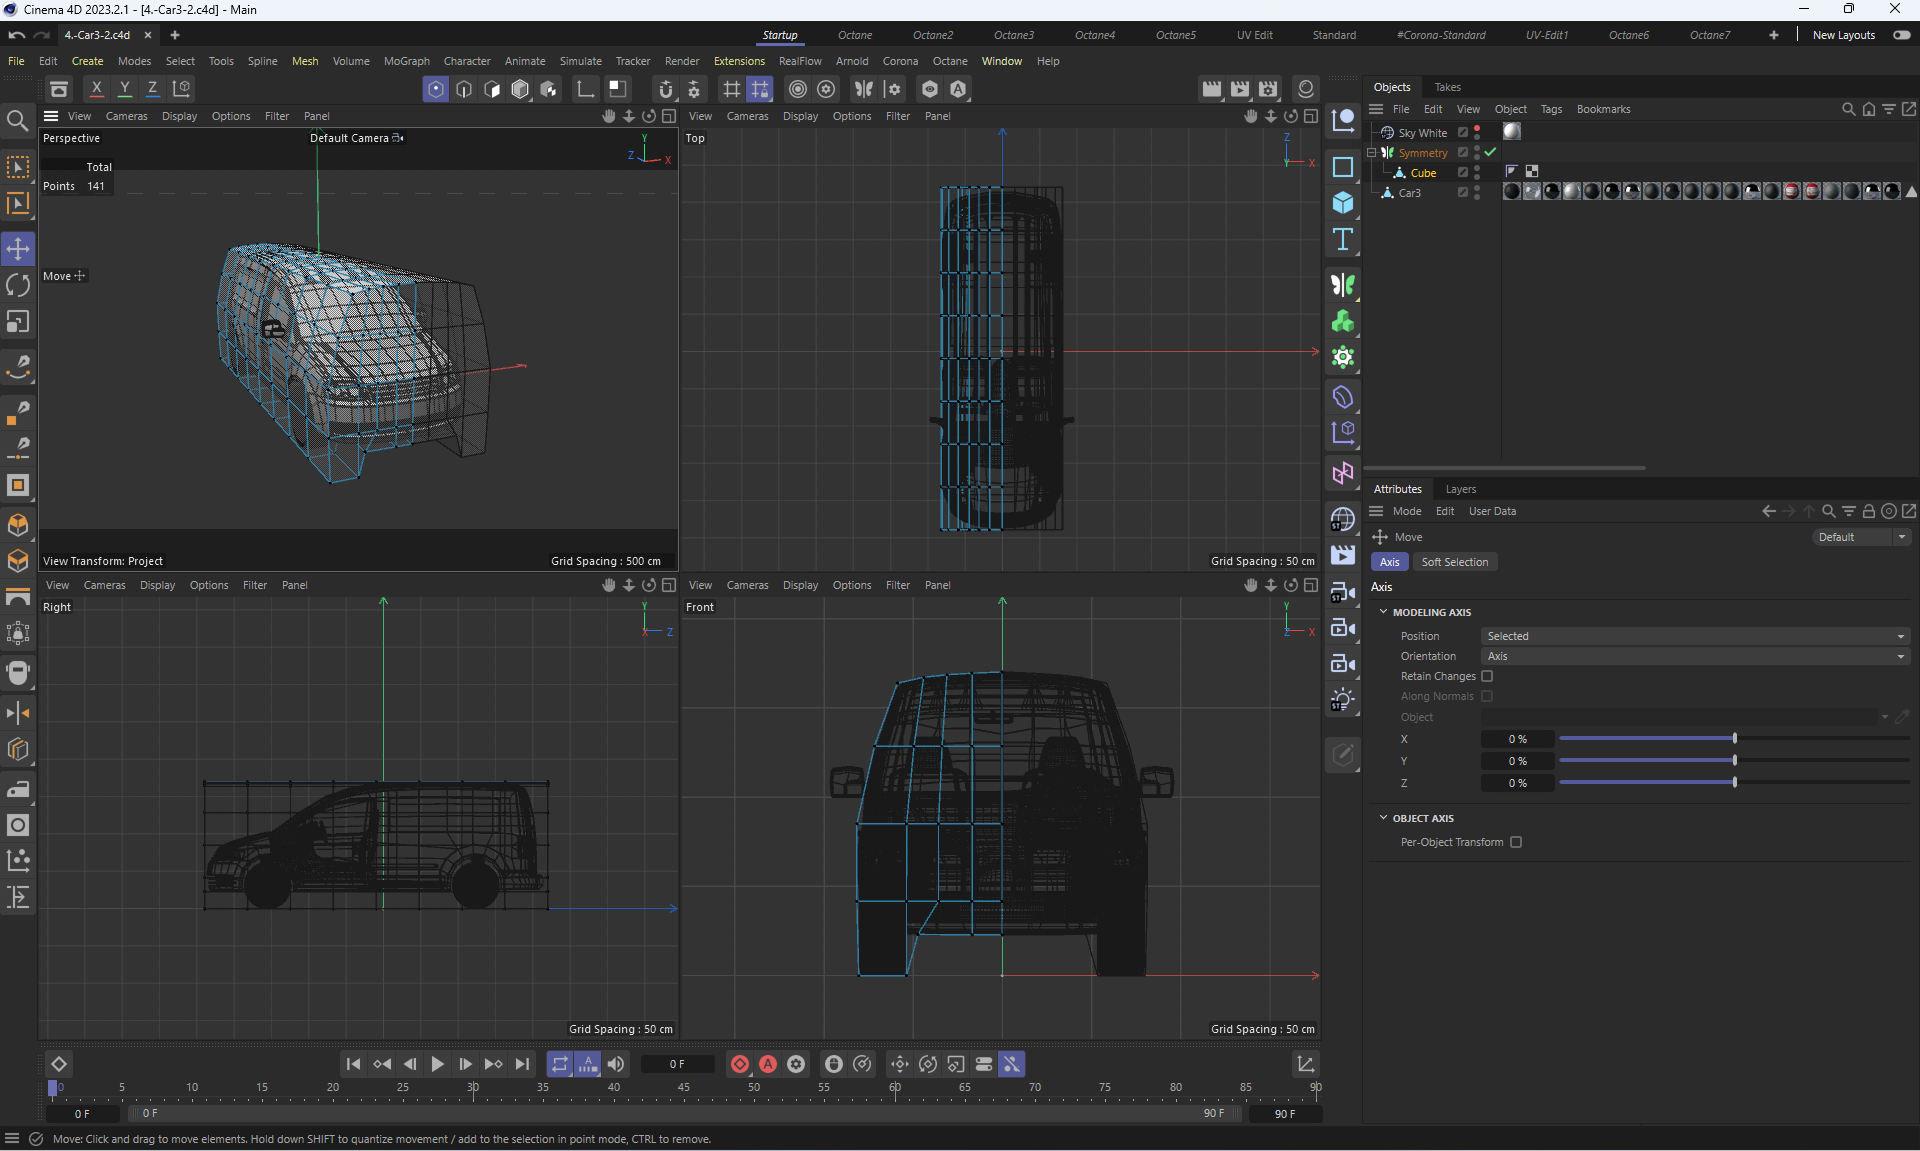 Cinema 4D 2023.2.1 - [4.-Car3-2.c4d] - Main
4.-Car3-2.c4d
Startup Octane Octane2 Octane3 Octane4 Octane5 UV Edit Standard #Corona-Standard UV-Edit1 Octane6 Octane7 New Layouts
File Edit Create Modes Select Tools Spline Mesh Volume MoGraph Character Animate Simulate Tracker Render Extensions RealFlow Arnold Corona Octane Window Help
X Y Z
Objects Takes
File Edit View Object Tags Bookmarks
Sky White
Symmetry
Cube
Car3
View Cameras Display Options Filter Panel
Perspective
Default Camera
Y
Z X
Total
Points 141
Move
View Transform: Project
Grid Spacing : 500 cm
View Cameras Display Options Filter Panel
Top
Z
Y X
Grid Spacing : 50 cm
View Cameras Display Options Filter Panel
Right
Y
X Z
Grid Spacing : 50 cm
View Cameras Display Options Filter Panel
Front
Y
Z X
Grid Spacing : 50 cm
ST
ST
ST
Attributes Layers
Mode Edit User Data
Move
Default
Axis Soft Selection
Axis
MODELING AXIS
Position Selected
Orientation Axis
Retain Changes
Along Normals
Object
X 0 %
Y 0 %
Z 0 %
OBJECT AXIS
Per-Object Transform
0 F
0 5 10 15 20 25 30 35 40 45 50 55 60 65 70 75 80 85 90
0 F 0 F 90 F 90 F
Move: Click and drag to move elements. Hold down SHIFT to quantize movement / add to the selection in point mode, CTRL to remove.